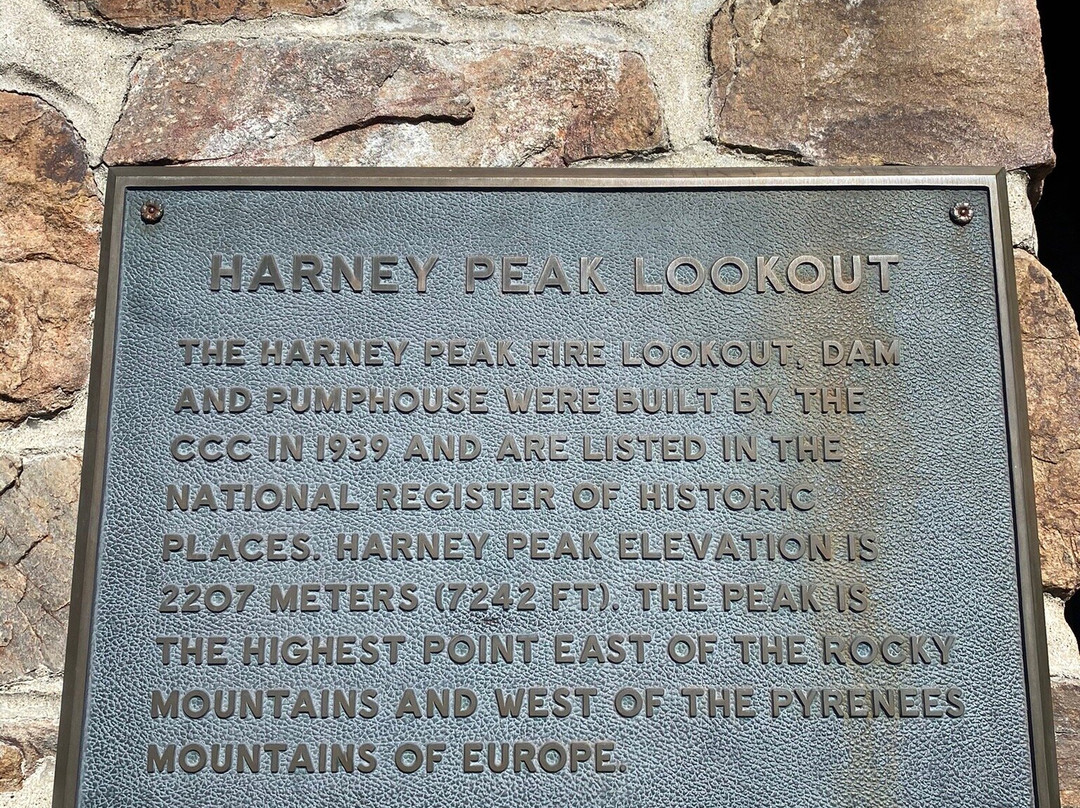 HARNEY PEAK LOOKOUT
THE HARNEY PEAK FIRE LOOKOUT, DAM
AND PUMPHOUSE WERE BUILT BY THE
CCC IN 1939 AND ARE LISTED IN THE
NATIONAL REGISTER OF HISTORIC
PLACES. HARNEY PEAK ELEVATION IS
2207 METERS (7242 FT). THE PEAK IS
THE HIGHEST POINT EAST OF THE ROCKY
MOUNTAINS AND WEST OF THE PYRENEES
MOUNTAINS OF EUROPE.